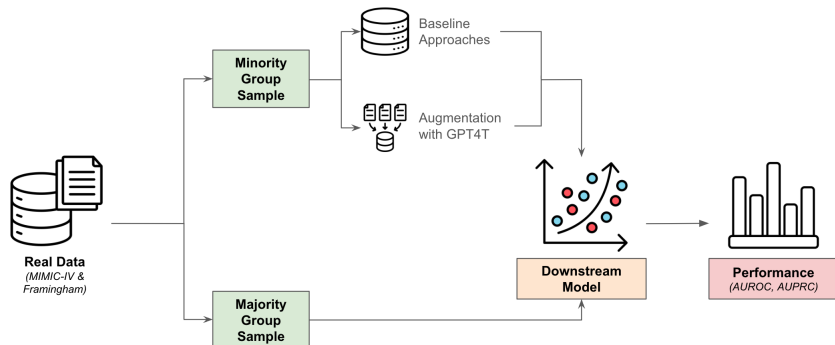 Baseline
Approaches
Minority
Group
Sample
Augmentation
with GPT4T
Real Data
(MIMIC-IV &
Framingham)
Downstream
Model
Performance
(AUROC, AUPRC)
Majority
Group
Sample